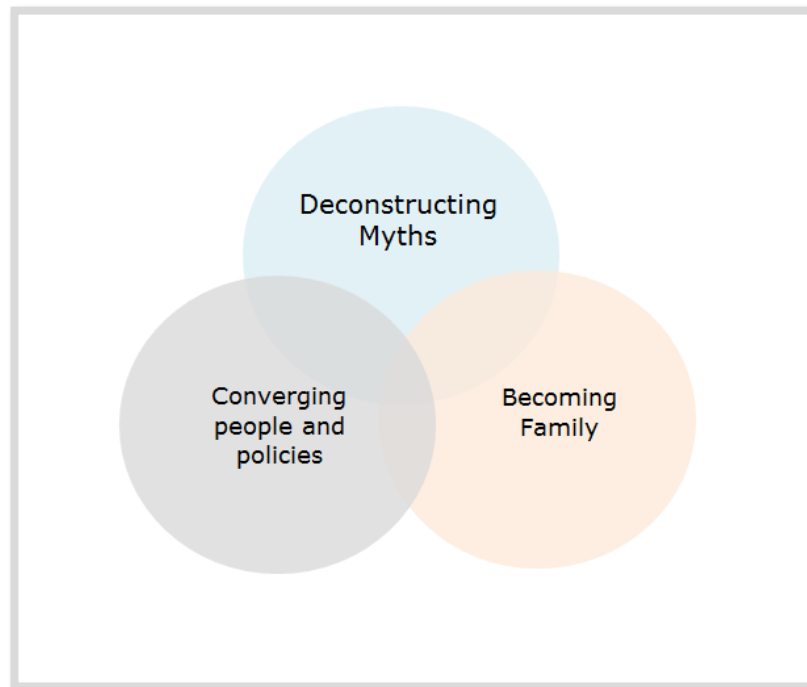 Deconstructing
Myths
Converging
people and
policies
Becoming
Family